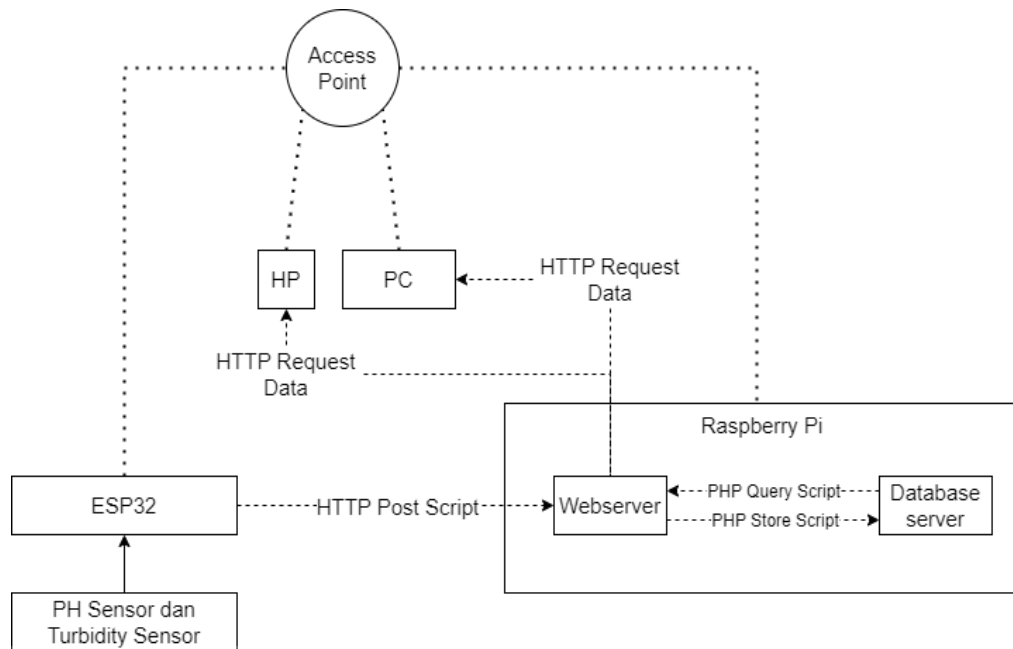 Access
Point
HP
PC
HTTP Request
Data
HTTP Request
Data
Raspberry Pi
ESP32
HTTP Post Script
Webserver
PHP Query Script
PHP Store Script
Database
server
PH Sensor dan
Turbidity Sensor